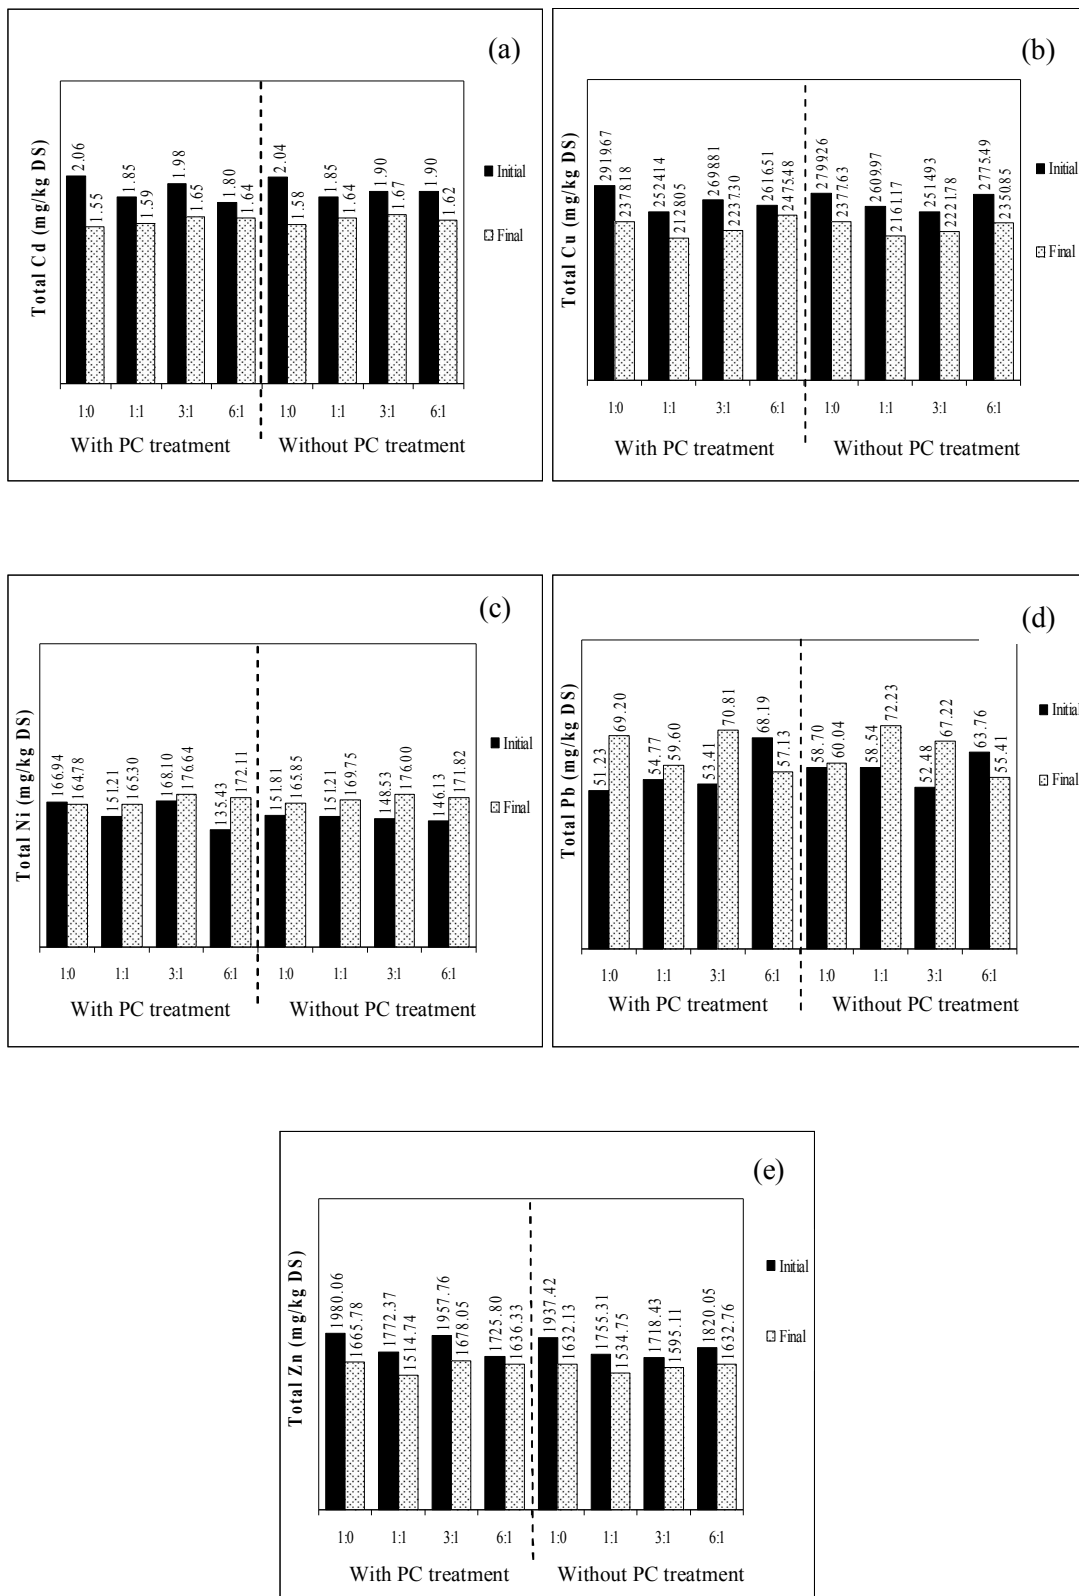 (a)
Total Cd (mg/kg DS)
2.06
1.55
1.85
1.59
1.98
1.65
1.80
1.64
2.04
1.58
1.85
1.64
1.90
1.67
1.90
1.62
Initial
Final
1:0 1:1 3:1 6:1 1:0 1:1 3:1 6:1
With PC treatment Without PC treatment
(b)
Total Cu (mg/kg DS)
2919.67
2378.18
2524.14
2128.05
2698.81
2237.30
2616.51
2475.48
2799.26
2377.63
2609.97
2161.17
2514.93
2221.78
2775.49
2350.85
Initial
Final
1:0 1:1 3:1 6:1 1:0 1:1 3:1 6:1
With PC treatment Without PC treatment
(c)
Total Ni (mg/kg DS)
166.94
164.78
151.21
165.30
168.10
176.64
135.43
172.11
151.81
165.85
151.21
169.75
148.53
176.00
146.13
171.82
Initial
Final
1:0 1:1 3:1 6:1 1:0 1:1 3:1 6:1
With PC treatment Without PC treatment
(d)
Total Pb (mg/kg DS)
51.23
69.20
54.77
59.60
53.41
70.81
68.19
57.13
58.70
60.04
58.54
72.23
52.48
67.22
63.76
55.41
Initial
Final
1:0 1:1 3:1 6:1 1:0 1:1 3:1 6:1
With PC treatment Without PC treatment
(e)
Total Zn (mg/kg DS)
1980.06
1665.78
1772.37
1514.74
1957.76
1678.05
1725.80
1636.33
1937.42
1632.13
1755.31
1534.75
1718.43
1595.11
1820.05
1632.76
Initial
Final
1:0 1:1 3:1 6:1 1:0 1:1 3:1 6:1
With PC treatment Without PC treatment